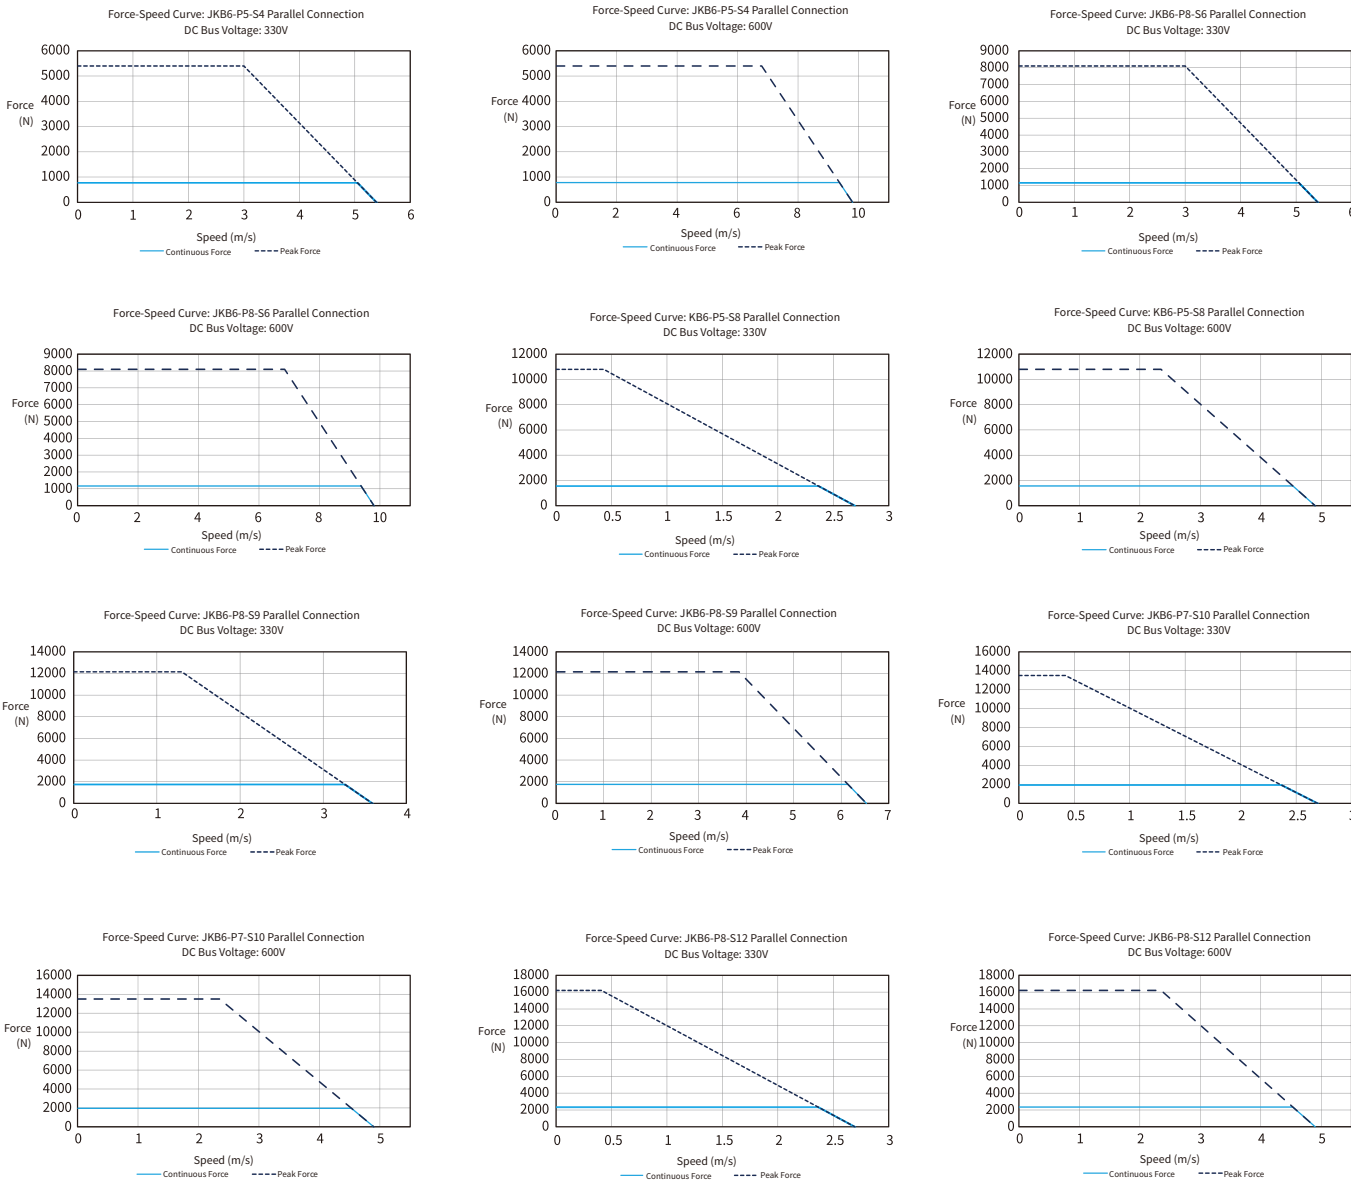 Force-Speed Curve: JKB6-P5-S4 Parallel Connection
DC Bus Voltage: 330V
6000
5000
4000
3000
2000
1000
0
Force
(N)
0 1 2 3 4 5 6
Speed (m/s)
Continuous Force Peak Force
Force-Speed Curve: JKB6-P5-S4 Parallel Connection
DC Bus Voltage: 600V
6000
5000
4000
3000
2000
1000
0
Force
(N)
0 2 4 6 8 10
Speed (m/s)
Continuous Force Peak Force
Force-Speed Curve: JKB6-P8-S6 Parallel Connection
DC Bus Voltage: 330V
9000
8000
7000
6000
5000
4000
3000
2000
1000
0
Force
(N)
0 1 2 3 4 5 6
Speed (m/s)
Continuous Force Peak Force
Force-Speed Curve: JKB6-P8-S6 Parallel Connection
DC Bus Voltage: 600V
9000
8000
7000
6000
5000
4000
3000
2000
1000
0
Force
(N)
0 2 4 6 8 10
Speed (m/s)
Continuous Force Peak Force
Force-Speed Curve: KB6-P5-S8 Parallel Connection
DC Bus Voltage: 330V
12000
10000
8000
6000
4000
2000
0
Force
(N)
0 0.5 1 1.5 2 2.5 3
Speed (m/s)
Continuous Force Peak Force
Force-Speed Curve: KB6-P5-S8 Parallel Connection
DC Bus Voltage: 600V
12000
10000
8000
6000
4000
2000
0
Force
(N)
0 1 2 3 4 5
Speed (m/s)
Continuous Force Peak Force
Force-Speed Curve: JKB6-P8-S9 Parallel Connection
DC Bus Voltage: 330V
14000
12000
10000
8000
6000
4000
2000
0
Force
(N)
0 1 2 3 4
Speed (m/s)
Continuous Force Peak Force
Force-Speed Curve: JKB6-P8-S9 Parallel Connection
DC Bus Voltage: 600V
14000
12000
10000
8000
6000
4000
2000
0
Force
(N)
0 1 2 3 4 5 6 7
Speed (m/s)
Continuous Force Peak Force
Force-Speed Curve: JKB6-P7-S10 Parallel Connection
DC Bus Voltage: 330V
16000
14000
12000
10000
8000
6000
4000
2000
0
Force
(N)
0 0.5 1 1.5 2 2.5
Speed (m/s)
Continuous Force Peak Force
Force-Speed Curve: JKB6-P7-S10 Parallel Connection
DC Bus Voltage: 600V
16000
14000
12000
10000
8000
6000
4000
2000
0
Force
(N)
0 1 2 3 4 5
Speed (m/s)
Continuous Force Peak Force
Force-Speed Curve: JKB6-P8-S12 Parallel Connection
DC Bus Voltage: 330V
18000
16000
14000
12000
10000
8000
6000
4000
2000
0
Force
(N)
0 0.5 1 1.5 2 2.5 3
Speed (m/s)
Continuous Force Peak Force
Force-Speed Curve: JKB6-P8-S12 Parallel Connection
DC Bus Voltage: 600V
18000
16000
14000
12000
10000
8000
6000
4000
2000
0
Force
(N)
0 1 2 3 4 5
Speed (m/s)
Continuous Force Peak Force